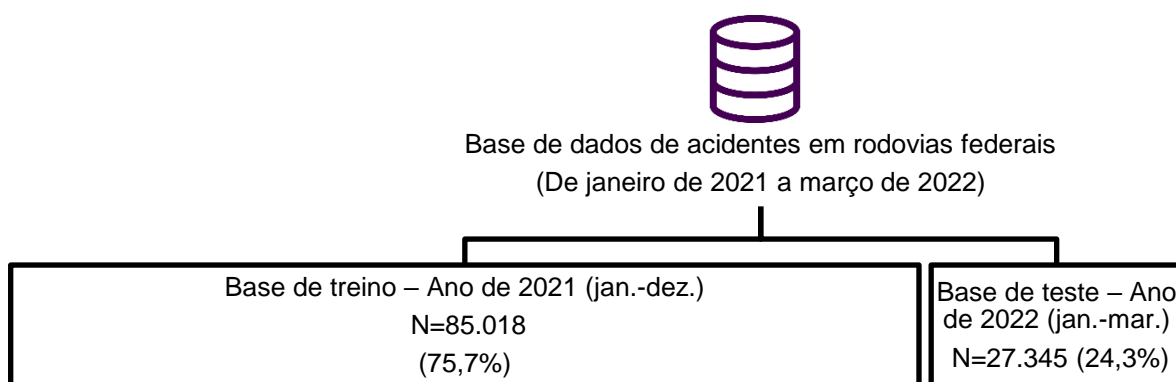 Base de dados de acidentes em rodovias federais
(De janeiro de 2021 a março de 2022)
Base de treino – Ano de 2021 (jan.-dez.)
N=85.018
(75,7%)
Base de teste – Ano
de 2022 (jan.-mar.)
N=27.345 (24,3%)